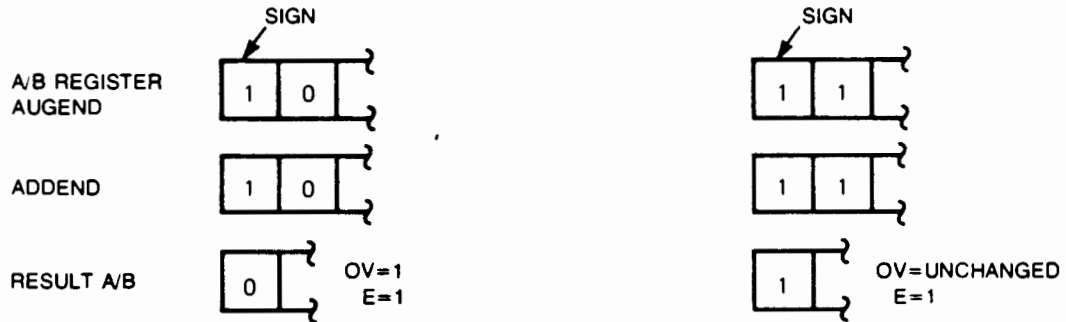 SIGN SIGN
A/B REGISTER
AUGEND
1 0 1 1
ADDEND 1 0 1 1
RESULT A/B 0 OV=1 1 OV=UNCHANGED
E=1 E=1